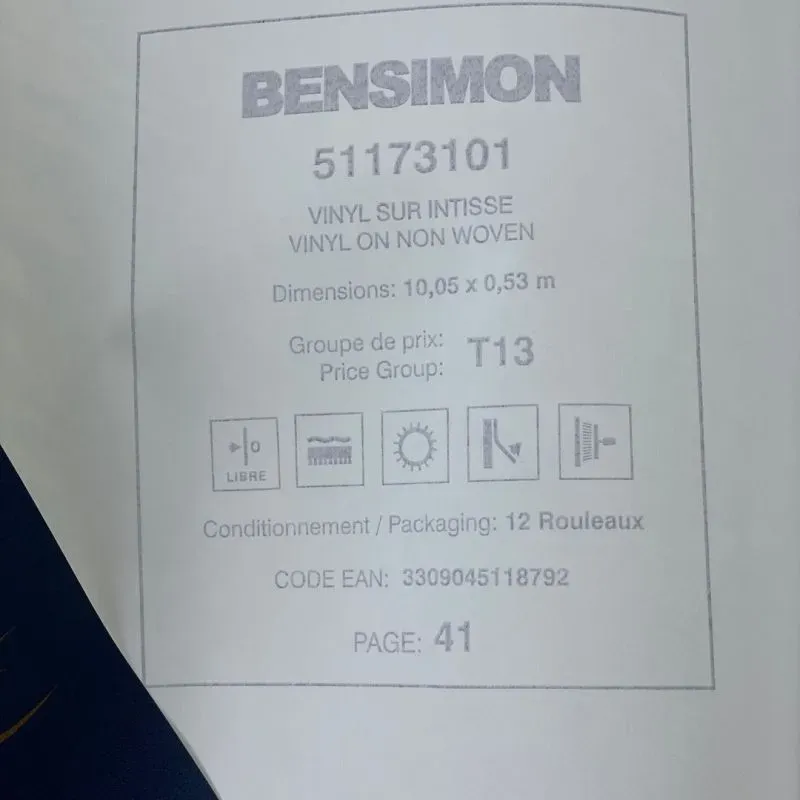 BENSIMON
51173101
VINYL SUR INTISSE
VINYL ON NON WOVEN
Dimensions: 10,05 x 0,53 m
Groupe de prix:
Price Group:
T13
0
LIBRE
Conditionnement / Packaging: 12 Rouleaux
CODE EAN: 3309045118792
PAGE: 41